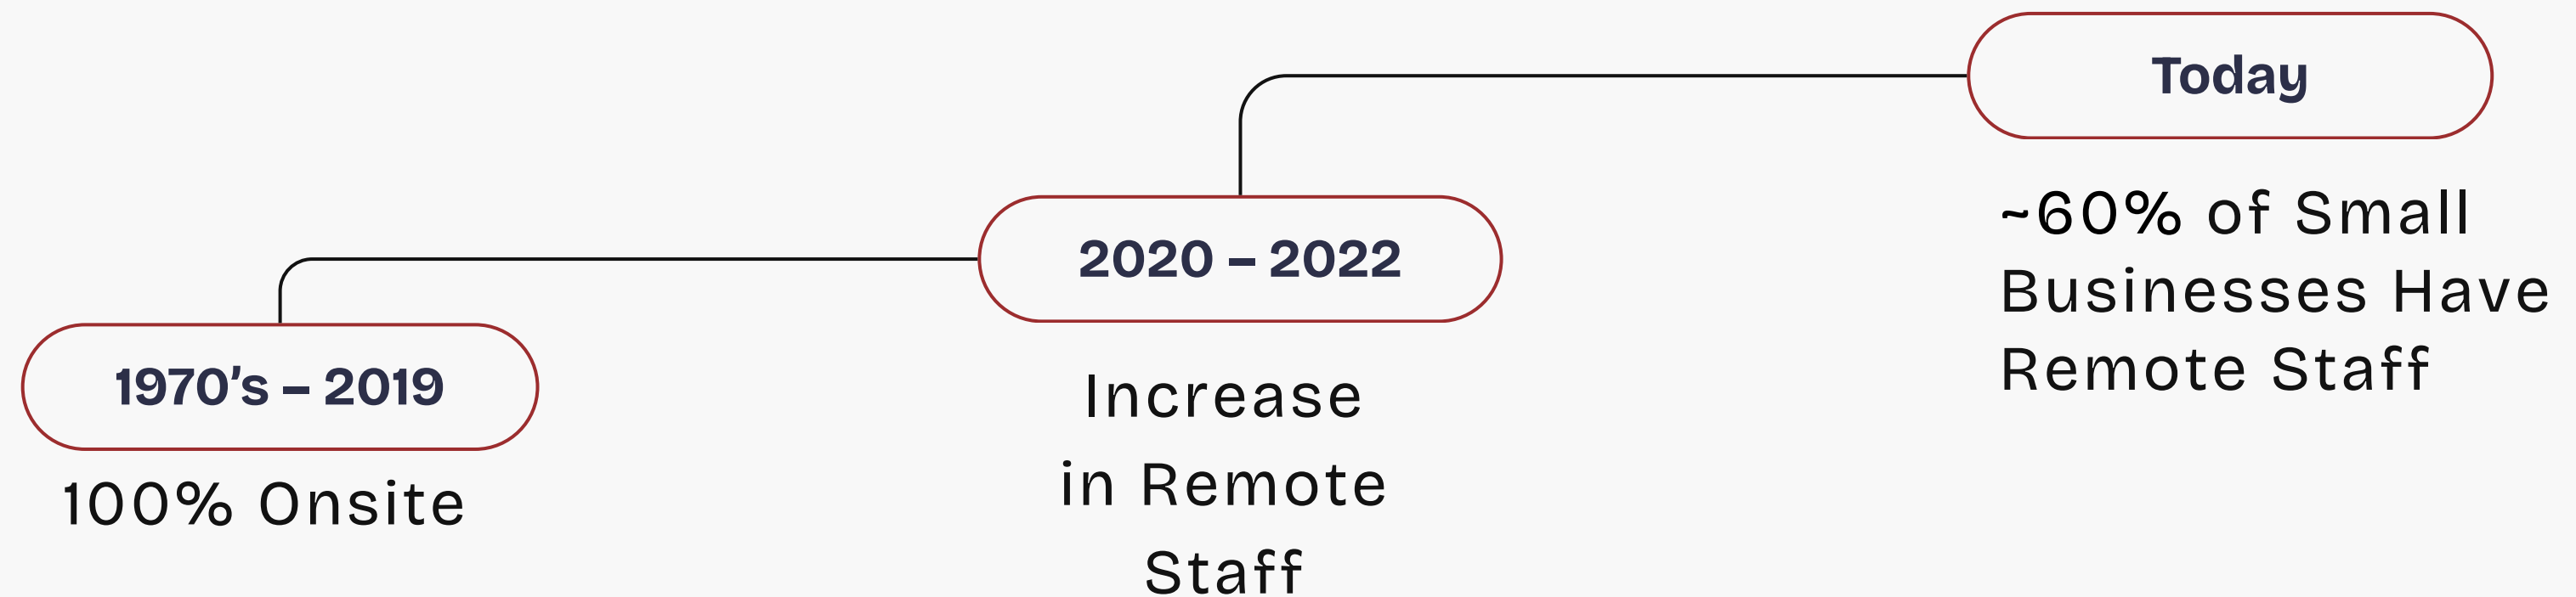 1970's – 2019
100% Onsite
2020 – 2022
Increase
in Remote
Staff
Today
~60% of Small
Businesses Have
Remote Staff